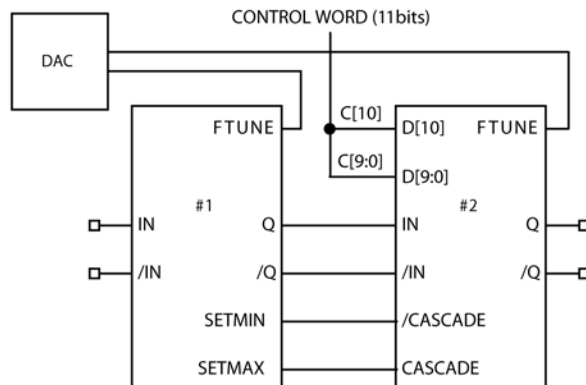 CONTROL WORD (11bits)
DAC
C[10]
FTUNE
D[10] FTUNE
C[9:0]
D[9:0]
#1
#2
IN Q IN Q
/IN /Q /IN /Q
SETMIN /CASCADE
SETMAX CASCADE